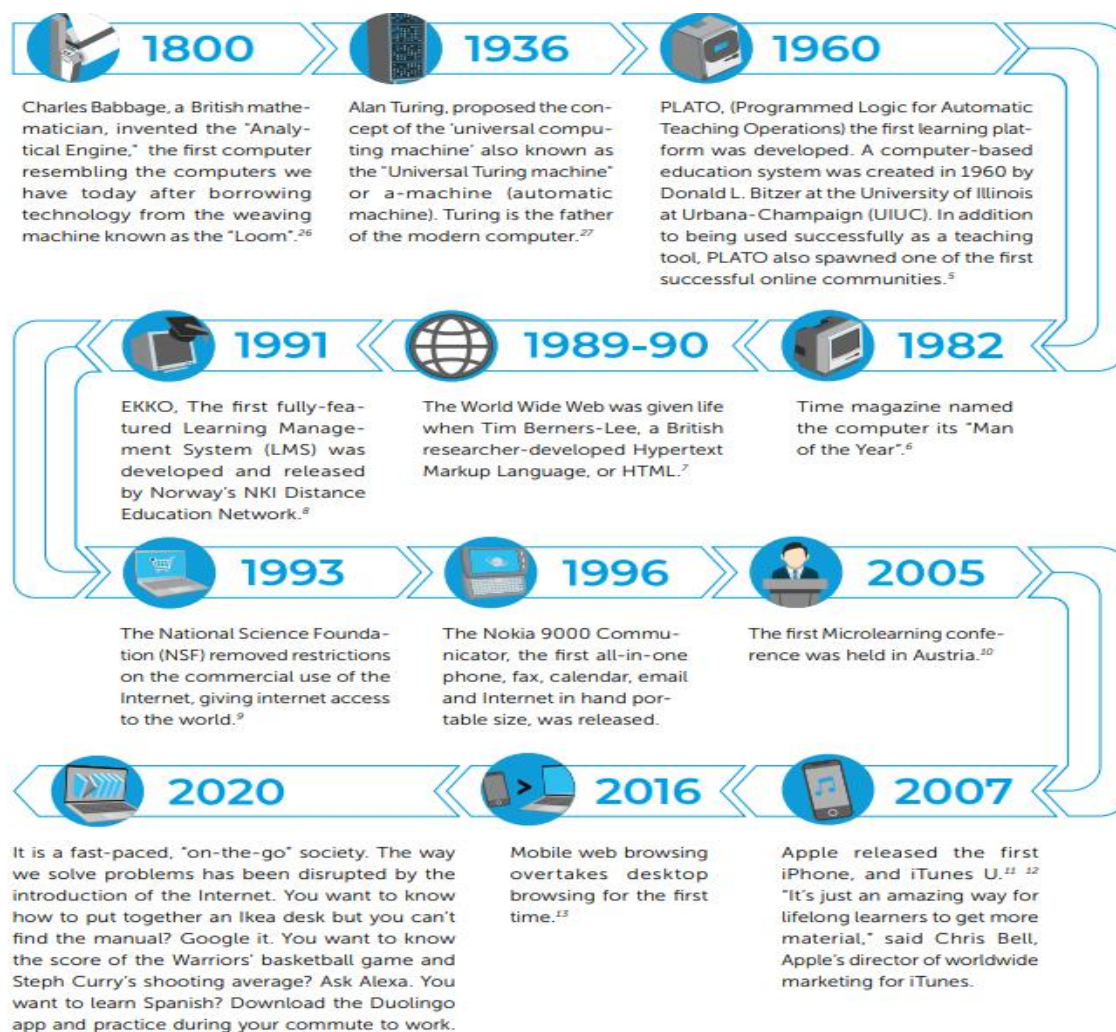 1800
Charles Babbage, a British mathe-
matician, invented the "Analy-
tical Engine," the first computer
resembling the computers we
have today after borrowing
technology from the weaving
machine known as the "Loom".26
1936
Alan Turing, proposed the con-
cept of the 'universal compu-
ting machine' also known as
the "Universal Turing machine"
or a-machine (automatic
machine). Turing is the father
of the modern computer.27
1960
PLATO, (Programmed Logic for Automatic
Teaching Operations) the first learning plat-
form was developed. A computer-based
education system was created in 1960 by
Donald L. Bitzer at the University of Illinois
at Urbana-Champaign (UIUC). In addition
to being used successfully as a teaching
tool, PLATO also spawned one of the first
successful online communities.5
1982
Time magazine named
the computer its "Man
of the Year".6
1989-90
The World Wide Web was given life
when Tim Berners-Lee, a British
researcher-developed Hypertext
Markup Language, or HTML.7
1991
EKKO, The first fully-fea-
tured Learning Manage-
ment System (LMS) was
developed and released
by Norway's NKI Distance
Education Network.8
1993
The National Science Founda-
tion (NSF) removed restrictions
on the commercial use of the
Internet, giving internet access
to the world.9
1996
The Nokia 9000 Commu-
nicator, the first all-in-one
phone, fax, calendar, email
and Internet in hand por-
table size, was released.
2005
The first Microlearning confe-
rence was held in Austria.10
2007
Apple released the first
iPhone, and iTunes U.11 12
"It's just an amazing way for
lifelong learners to get more
material," said Chris Bell,
Apple's director of worldwide
marketing for iTunes.
2016
>
Mobile web browsing
overtakes desktop
browsing for the first
time.13
2020
It is a fast-paced, "on-the-go" society. The way
we solve problems has been disrupted by the
introduction of the Internet. You want to know
how to put together an Ikea desk but you can't
find the manual? Google it. You want to know
the score of the Warriors' basketball game and
Steph Curry's shooting average? Ask Alexa. You
want to learn Spanish? Download the Duolingo
app and practice during your commute to work.